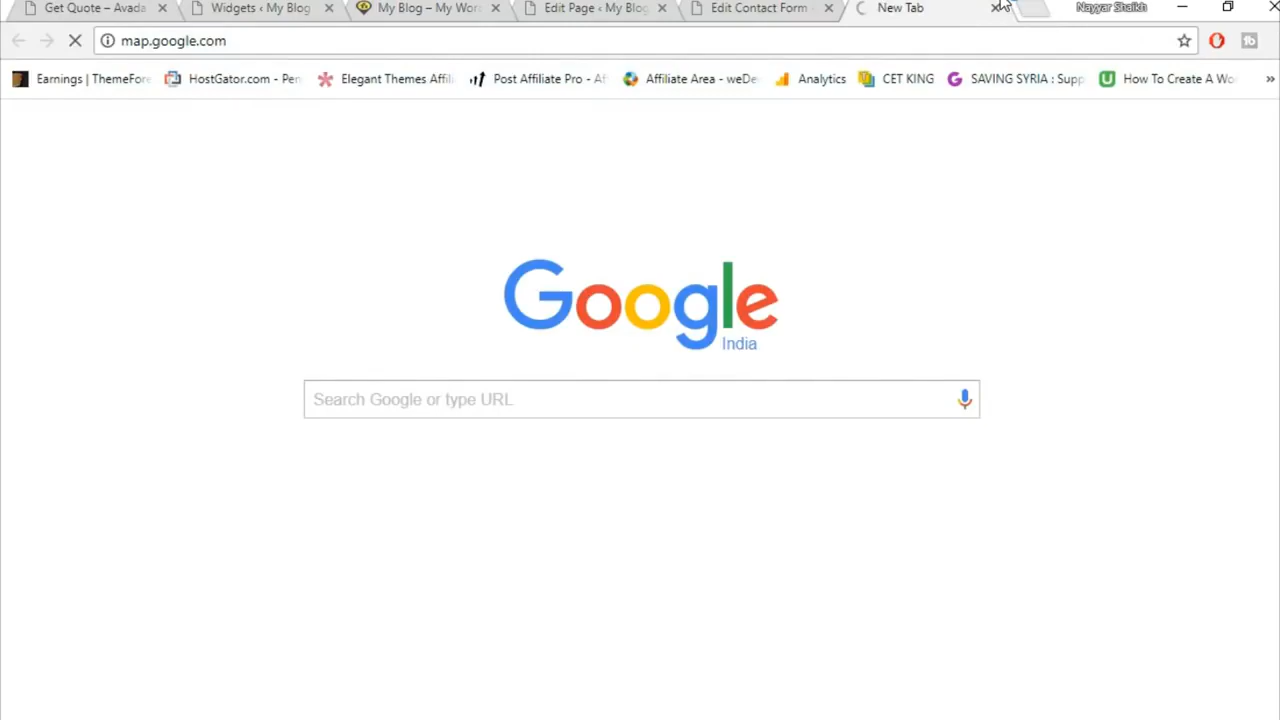 Get Quote – Avada
Widgets ‹ My Blog
My Blog – My Wor
Edit Page ‹ My Blog
Edit Contact Form
New Tab
Nayyar Shaikh
map.google.com
Earnings | ThemeFore
HostGator.com - Pen
Elegant Themes Affili
Post Affiliate Pro - Af
Affiliate Area - weDe
Analytics
CET KING
SAVING SYRIA : Supp
How To Create A Wo
»
Google
India
Search Google or type URL